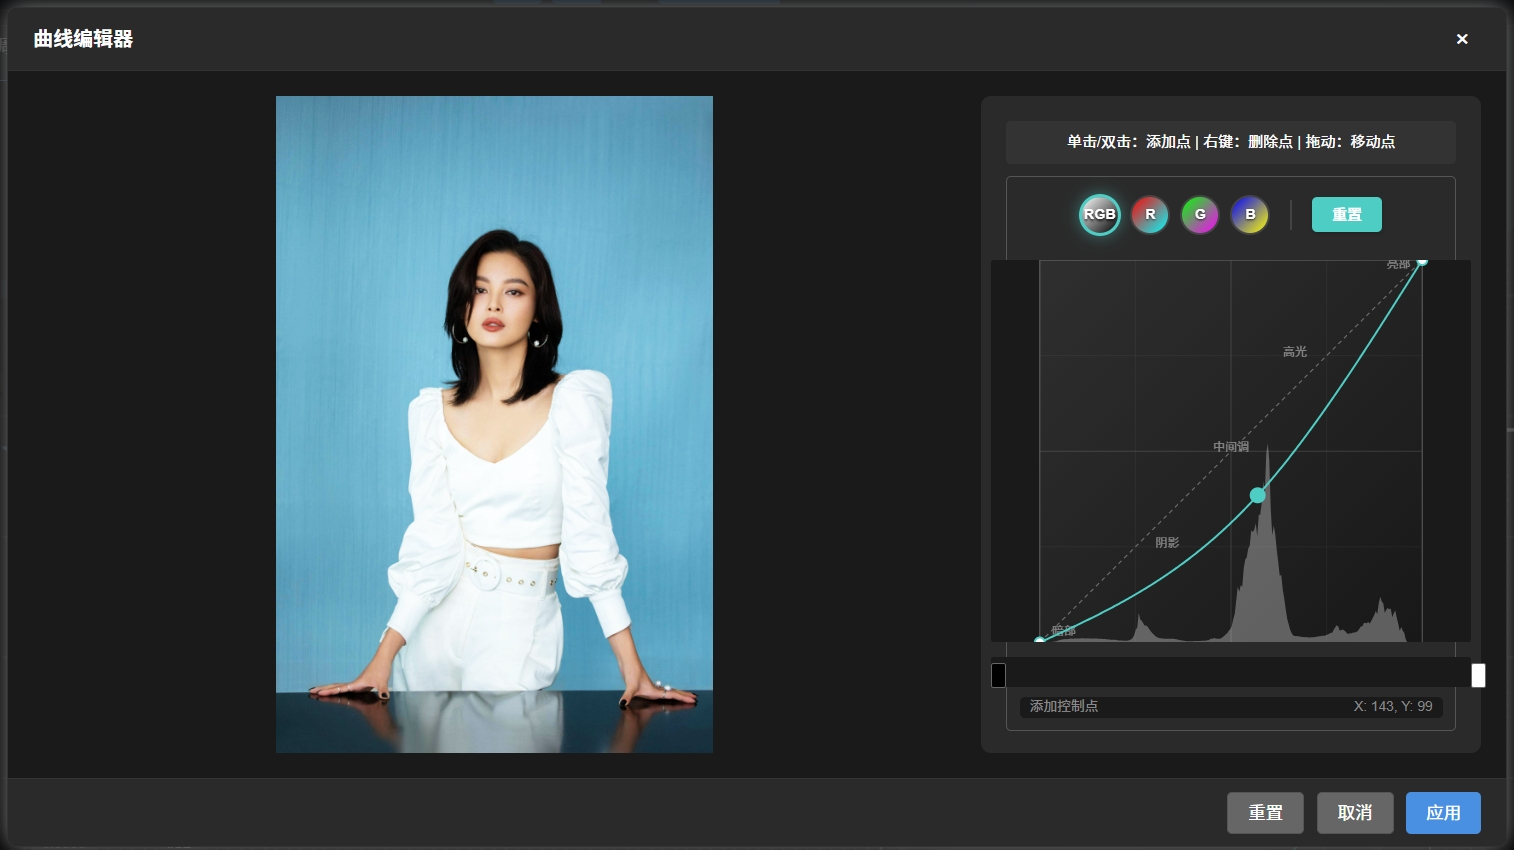 曲线编辑器
×
单击/双击：添加点 | 右键：删除点 | 拖动：移动点
RGB R G B 重置
亮部
高光
中间调
阴影
暗部
添加控制点 X: 143, Y: 99
重置 取消 应用